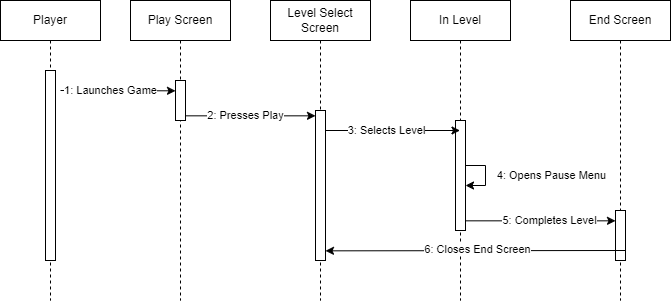 Player
Play Screen
Level Select
Screen
In Level
End Screen
-1: Launches Game
2: Presses Play
3: Selects Level
4: Opens Pause Menu
5: Completes Level
6: Closes End Screen